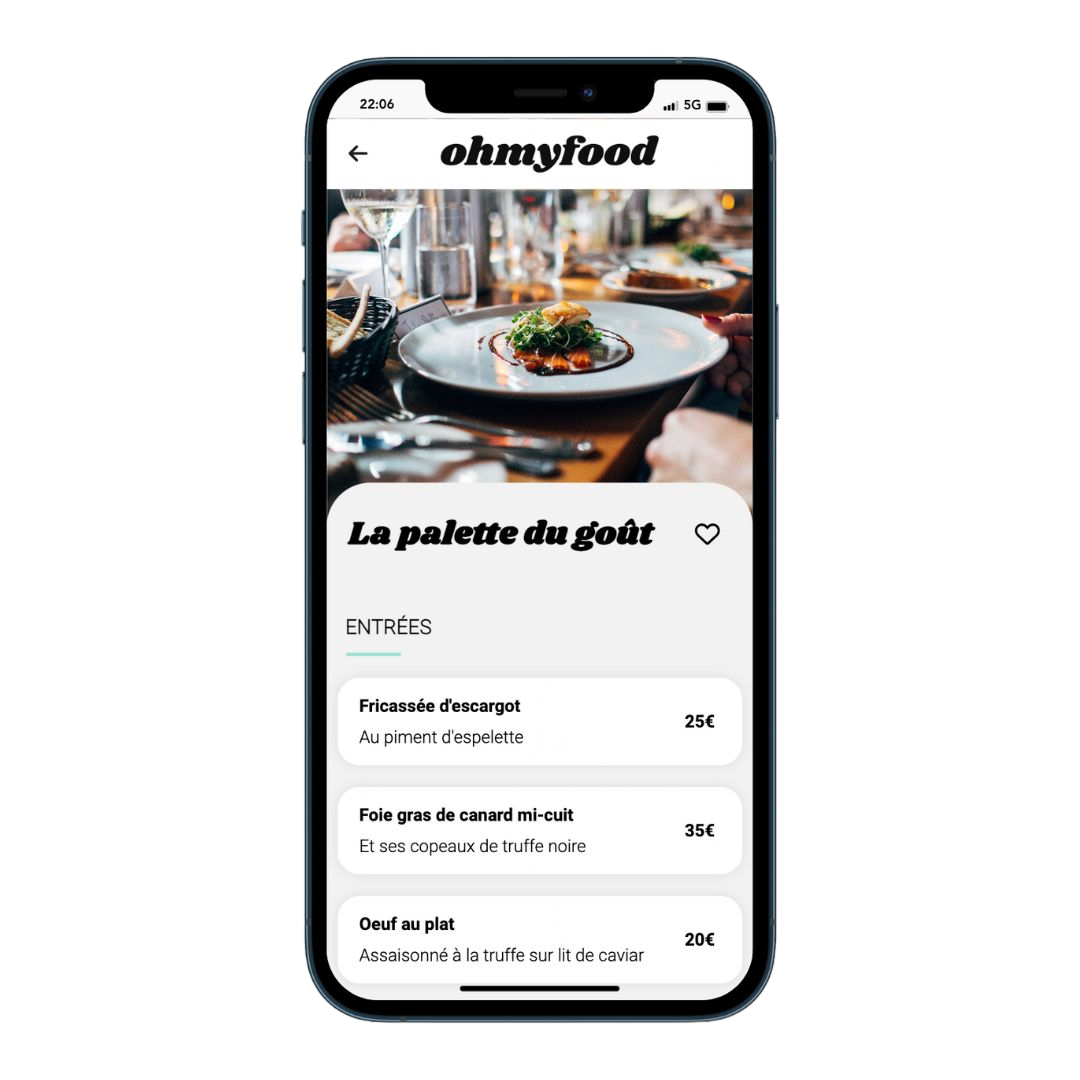 22:06 5G
ohmyfood
La palette du goût
ENTRÉES
Fricassée d'escargot
Au piment d'espelette
25€
Foie gras de canard mi-cuit
Et ses copeaux de truffe noire
35€
Oeuf au plat
Assaisonné à la truffe sur lit de caviar
20€